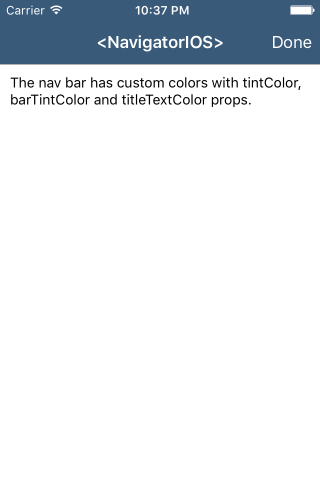 Carrier 10:37 PM
<NavigatorIOS> Done
The nav bar has custom colors with tintColor,
barTintColor and titleTextColor props.